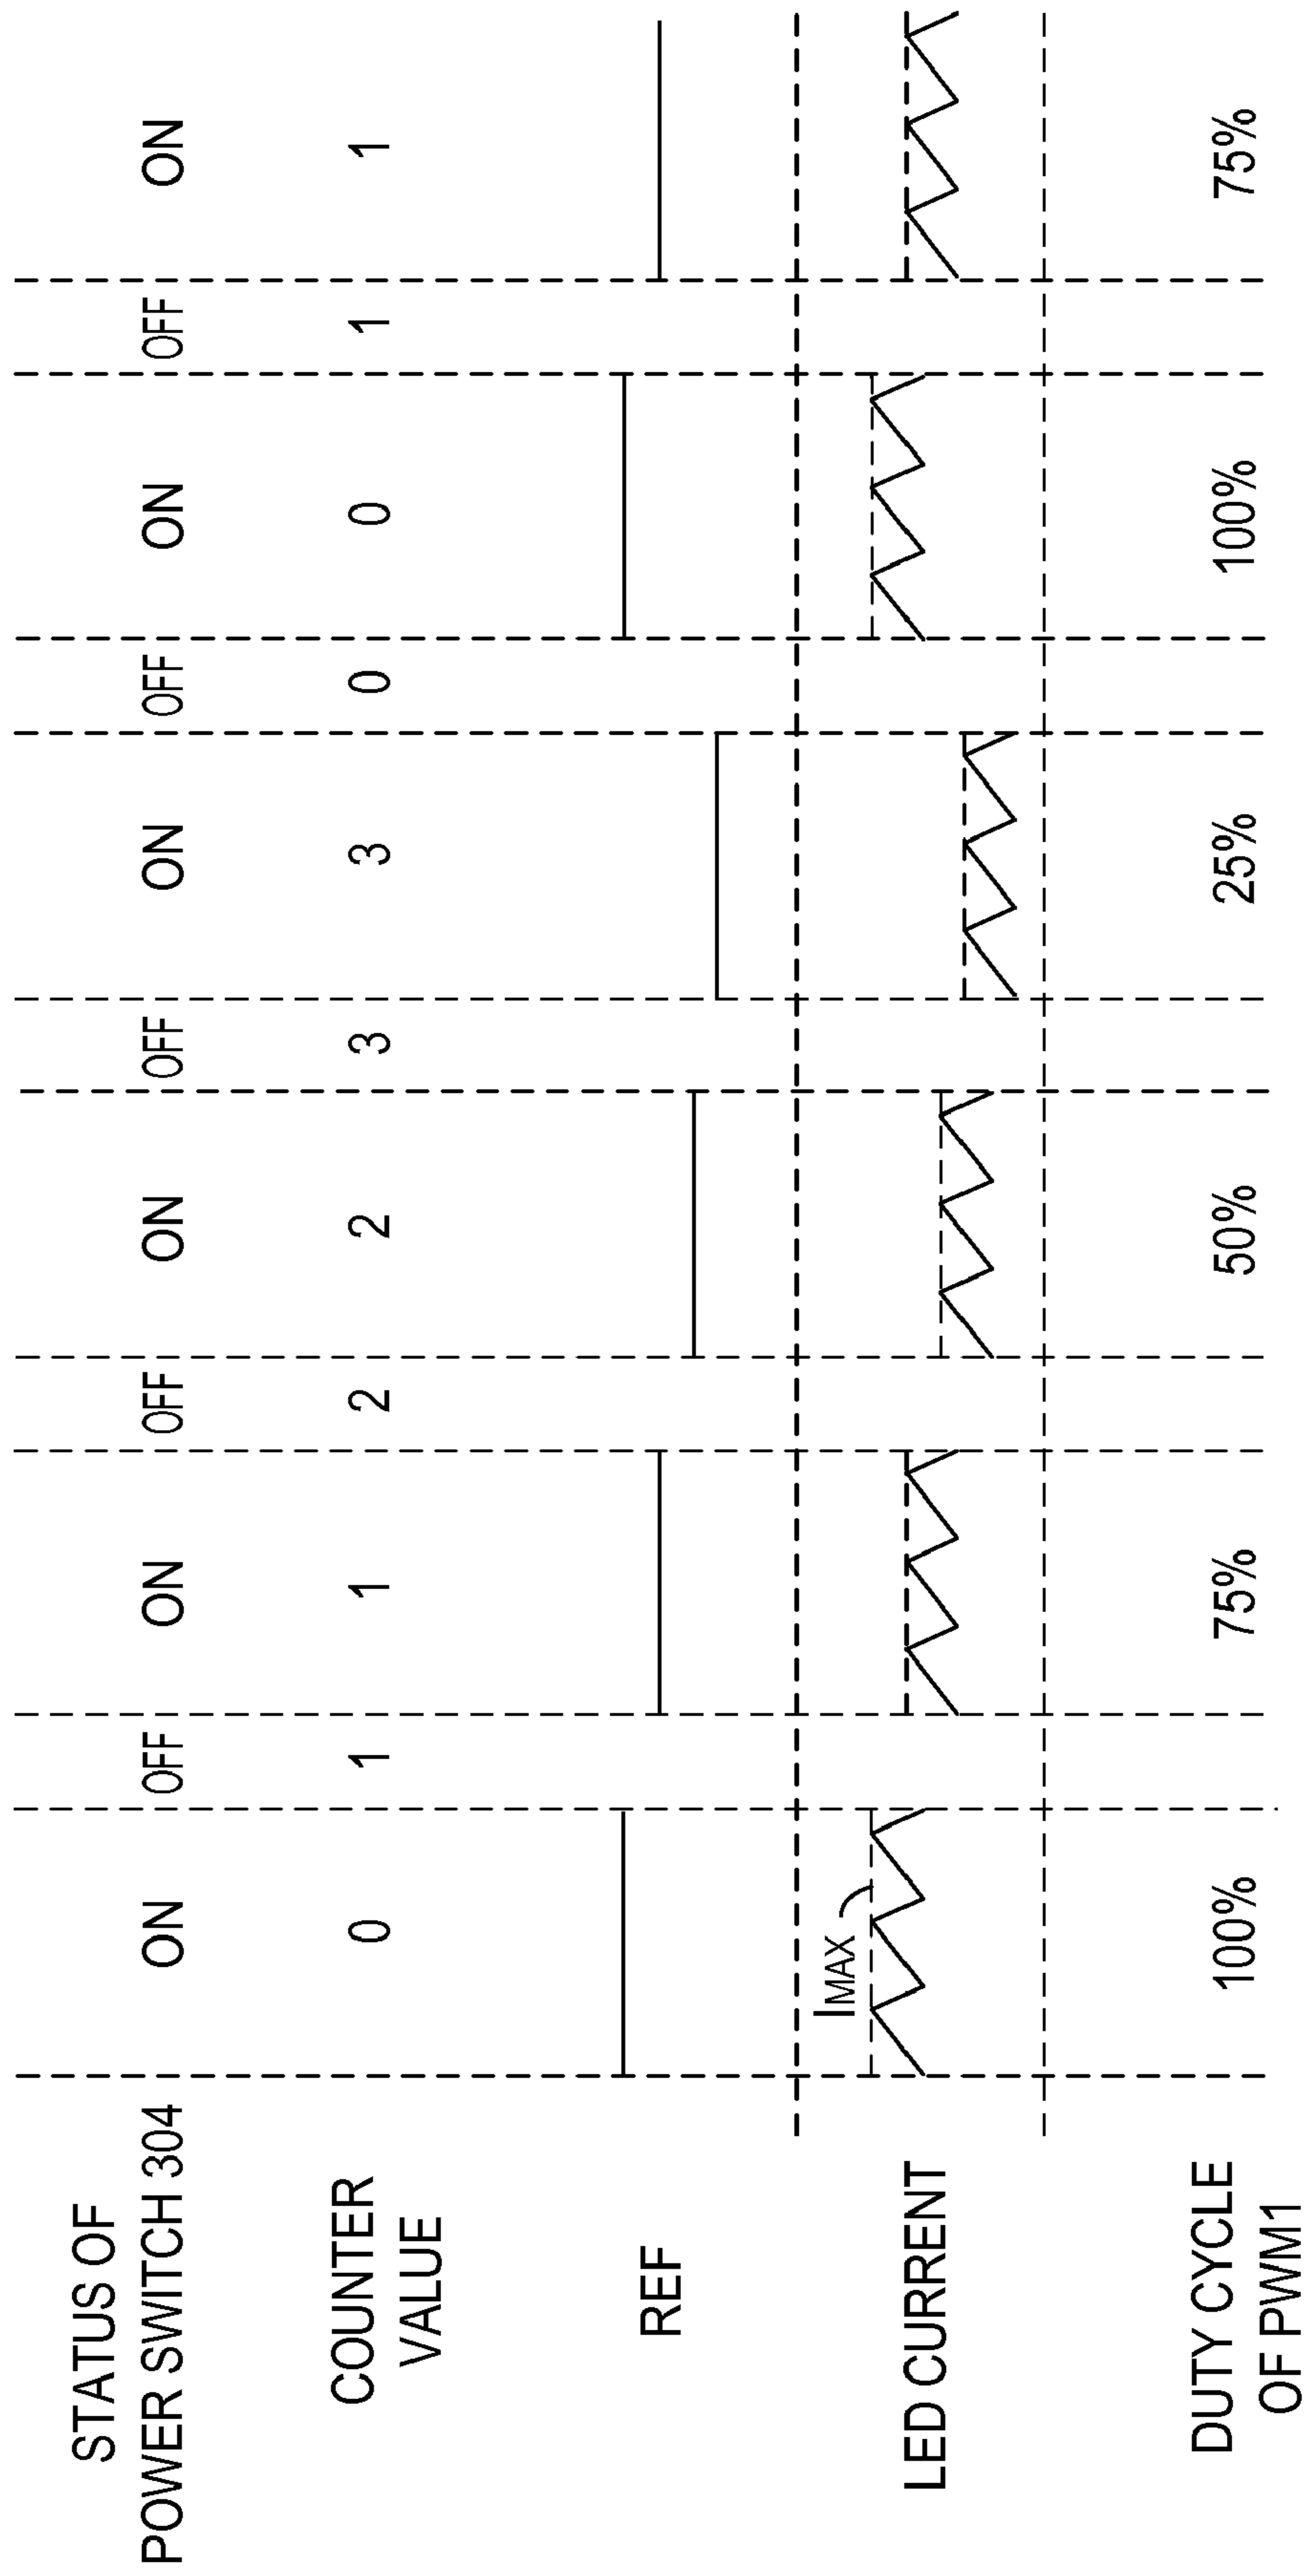 STATUS OF
POWER SWITCH 304
ON OFF ON OFF ON OFF ON OFF ON OFF ON
COUNTER
VALUE
0 1 1 2 2 3 3 0 0 1 1
REF
LED CURRENT
IMAX
DUTY CYCLE
OF PWM1
100% 75% 50% 25% 100% 75%